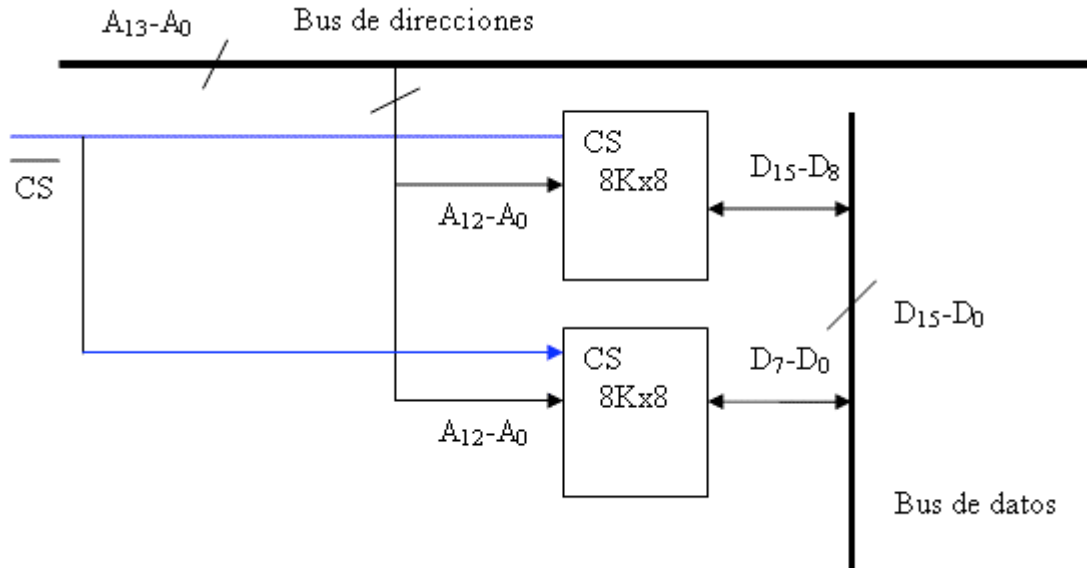 A13-A0
Bus de direcciones
CS
CS
8Kx8
D15-D8
A12-A0
D15-D0
CS
8Kx8
D7-D0
A12-A0
Bus de datos